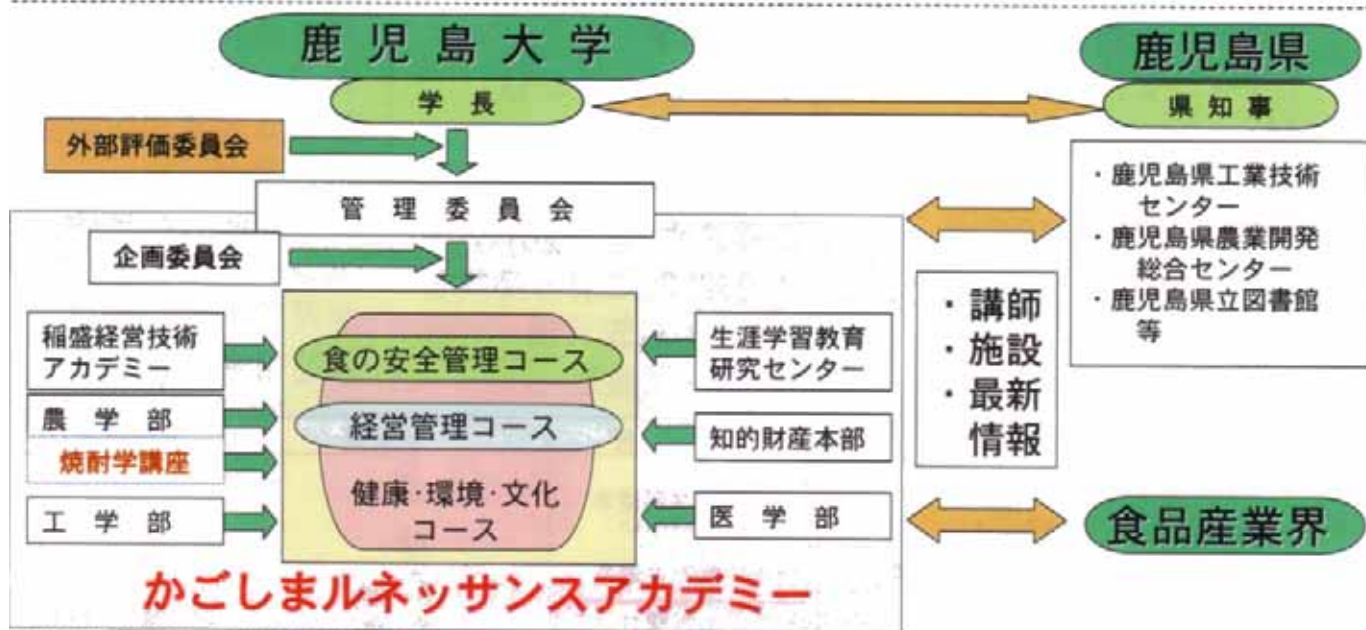 鹿児島大学
学長
鹿児島県
県知事
外部評価委員会
管理委員会
企画委員会
・鹿児島県工業技術
センター
・鹿児島県農業開発
総合センター
・鹿児島県立図書館
等
・講師
・施設
・最新
情報
稲盛経営技術
アカデミー
農学部
焼酎学講座
工学部
食の安全管理コース
経営管理コース
健康・環境・文化
コース
生涯学習教育
研究センター
知的財産本部
医学部
食品産業界
かごしまルネッサンスアカデミー